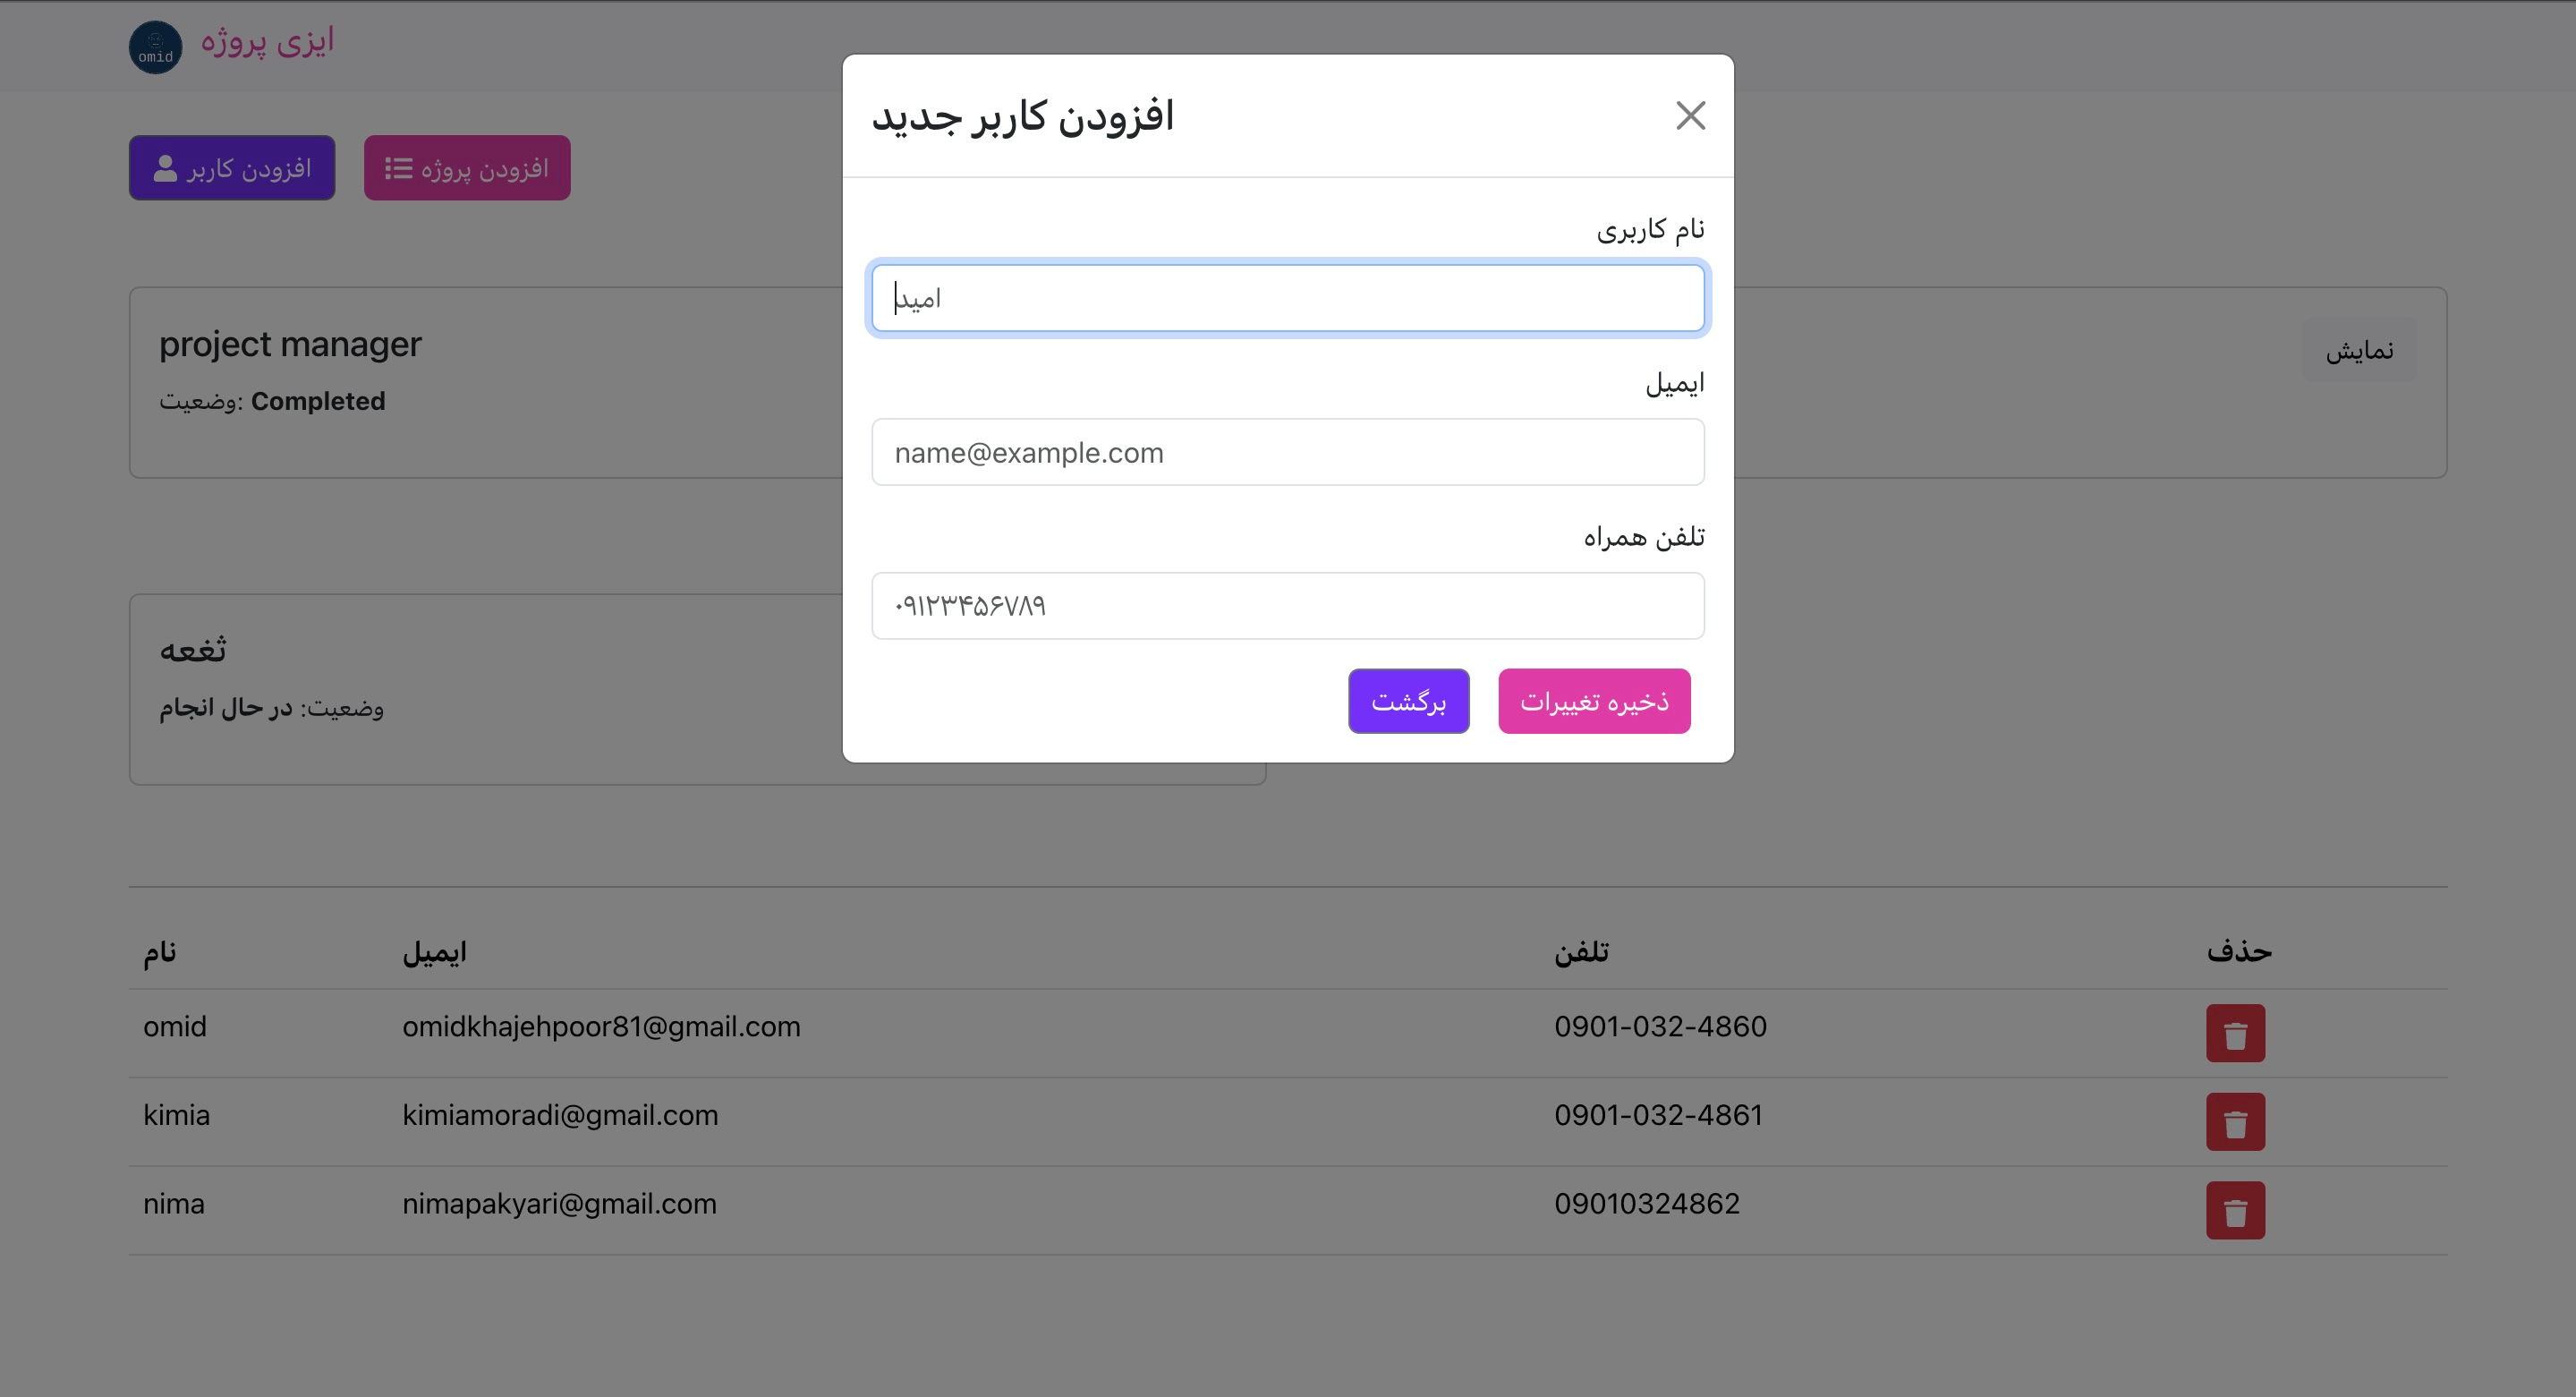 omid
ایزی پروژه
افزودن کاربر
افزودن پروژه
project manager
وضعیت: Completed
نمایش
ثغعه
وضعیت: در حال انجام
افزودن کاربر جدید
نام کاربری
امید
ایمیل
name@example.com
تلفن همراه
۰۹۱۲۳۴۵۶۷۸۹
برگشت
ذخیره تغییرات
نام ایمیل تلفن حذف
omid omidkhajehpoor81@gmail.com 0901-032-4860
kimia kimiamoradi@gmail.com 0901-032-4861
nima nimapakyari@gmail.com 09010324862